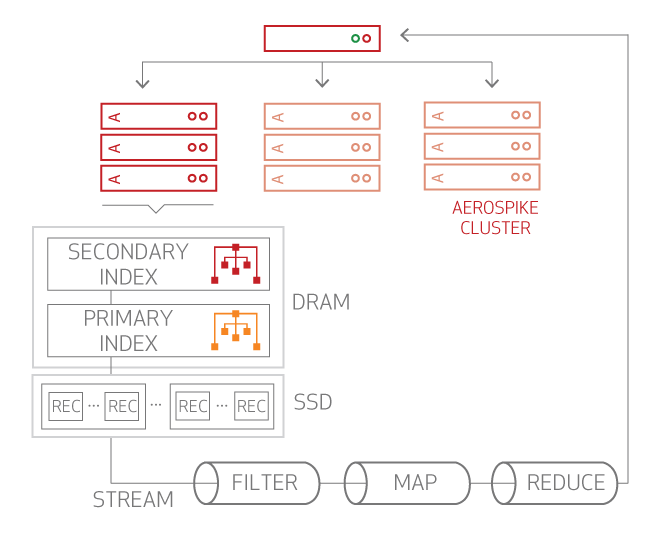 A
A
A
A
A
A
A
A
A
AEROSPIKE
CLUSTER
SECONDARY
INDEX
DRAM
PRIMARY
INDEX
REC ... REC ... REC ... REC
SSD
FILTER
MAP
REDUCE
STREAM